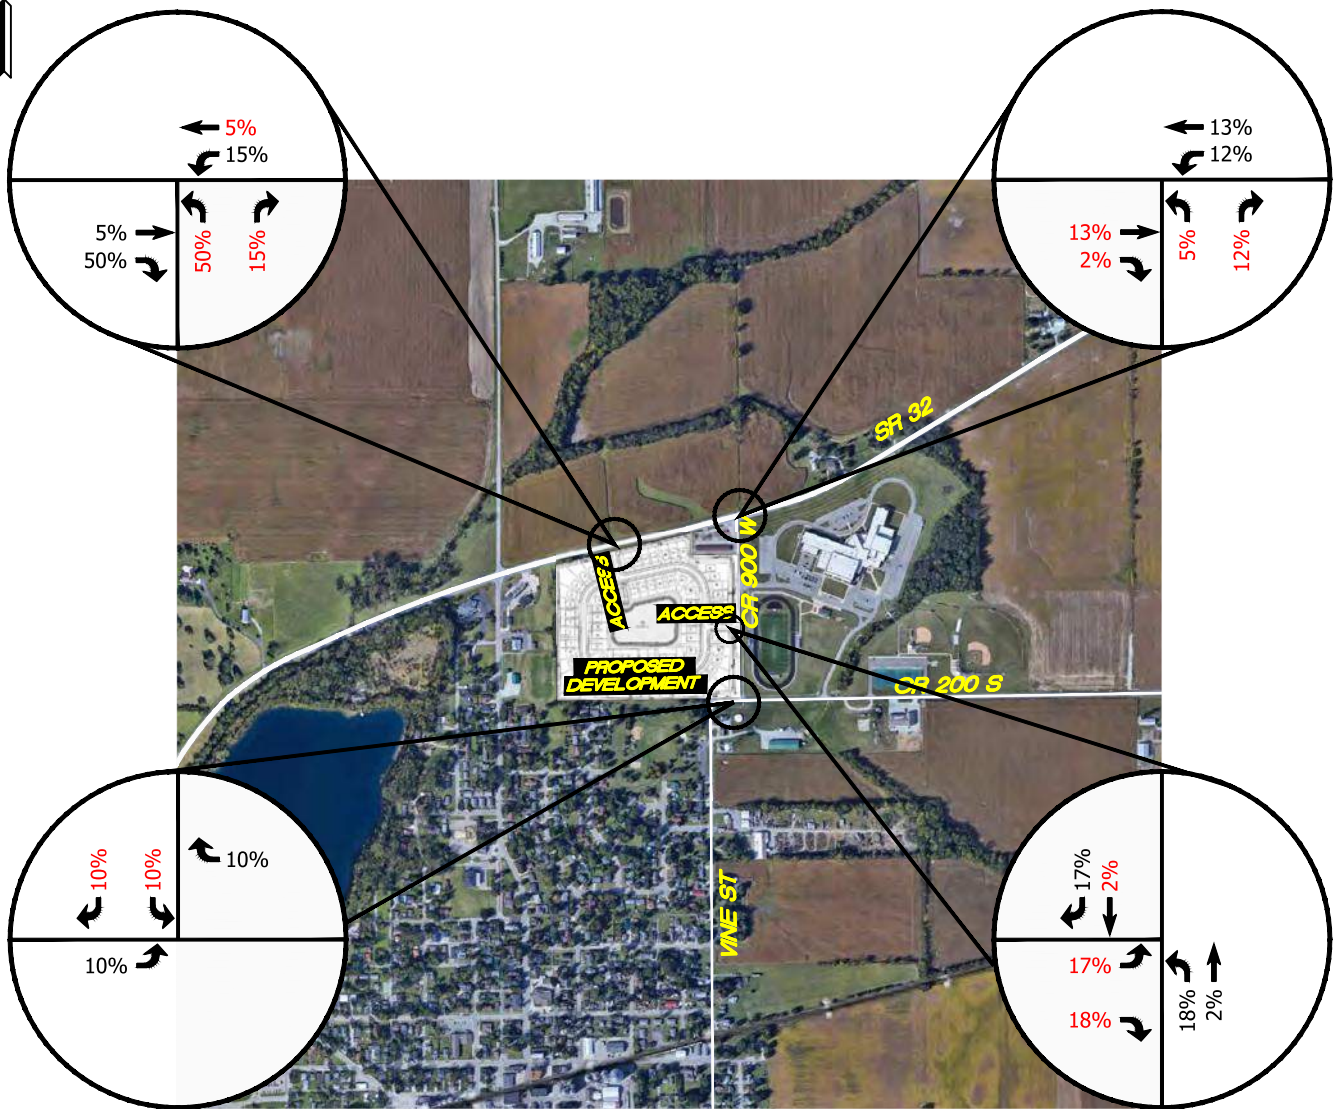 5%
15%
5%
50%
50%
15%
13%
12%
13%
2%
5%
12%
SR 32
CR 900 W
ACCESS
ACCESS
PROPOSED
DEVELOPMENT
CR 200 S
VINE ST
10%
10%
10%
10%
17%
2%
17%
18%
18%
2%